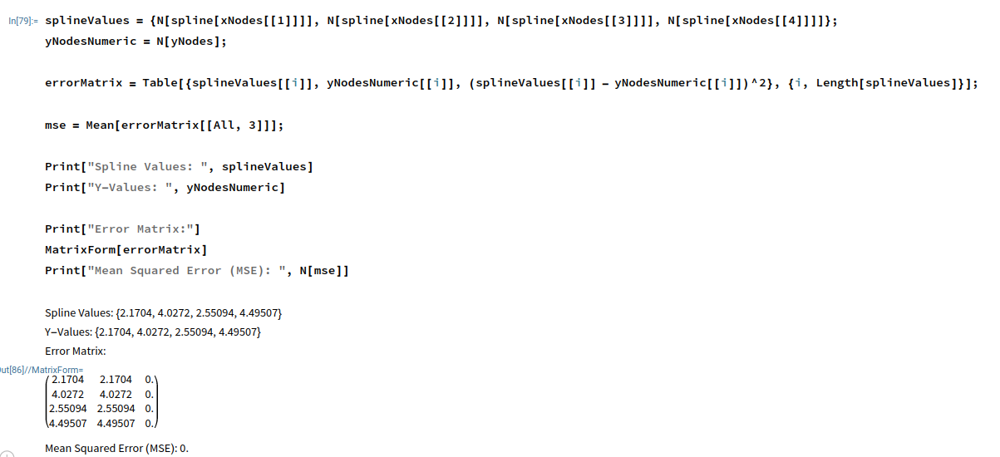 In[79]:= splineValues = {N[spline[xNodes[[1]]]], N[spline[xNodes[[2]]]], N[spline[xNodes[[3]]]], N[spline[xNodes[[4]]]]};
yNodesNumeric = N[yNodes];
errorMatrix = Table[{splineValues[[i]], yNodesNumeric[[i]], (splineValues[[i]] - yNodesNumeric[[i]])^2}, {i, Length[splineValues]}];
mse = Mean[errorMatrix[[All, 3]]];
Print["Spline Values: ", splineValues]
Print["Y-Values: ", yNodesNumeric]
Print["Error Matrix:"]
MatrixForm[errorMatrix]
Print["Mean Squared Error (MSE): ", N[mse]]
Spline Values: {2.1704, 4.0272, 2.55094, 4.49507}
Y-Values: {2.1704, 4.0272, 2.55094, 4.49507}
Error Matrix:
ut[86]//MatrixForm=
2.1704 2.1704 0.
4.0272 4.0272 0.
2.55094 2.55094 0.
4.49507 4.49507 0.
Mean Squared Error (MSE): 0.